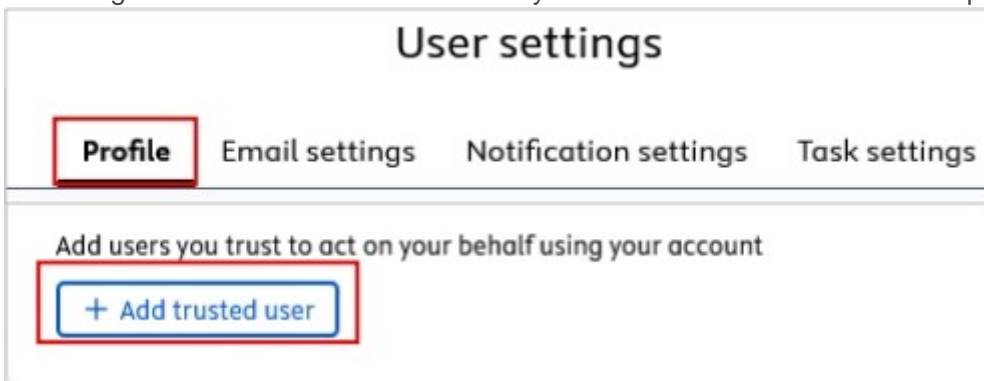 User settings
Profile Email settings Notification settings Task settings
Add users you trust to act on your behalf using your account
+ Add trusted user